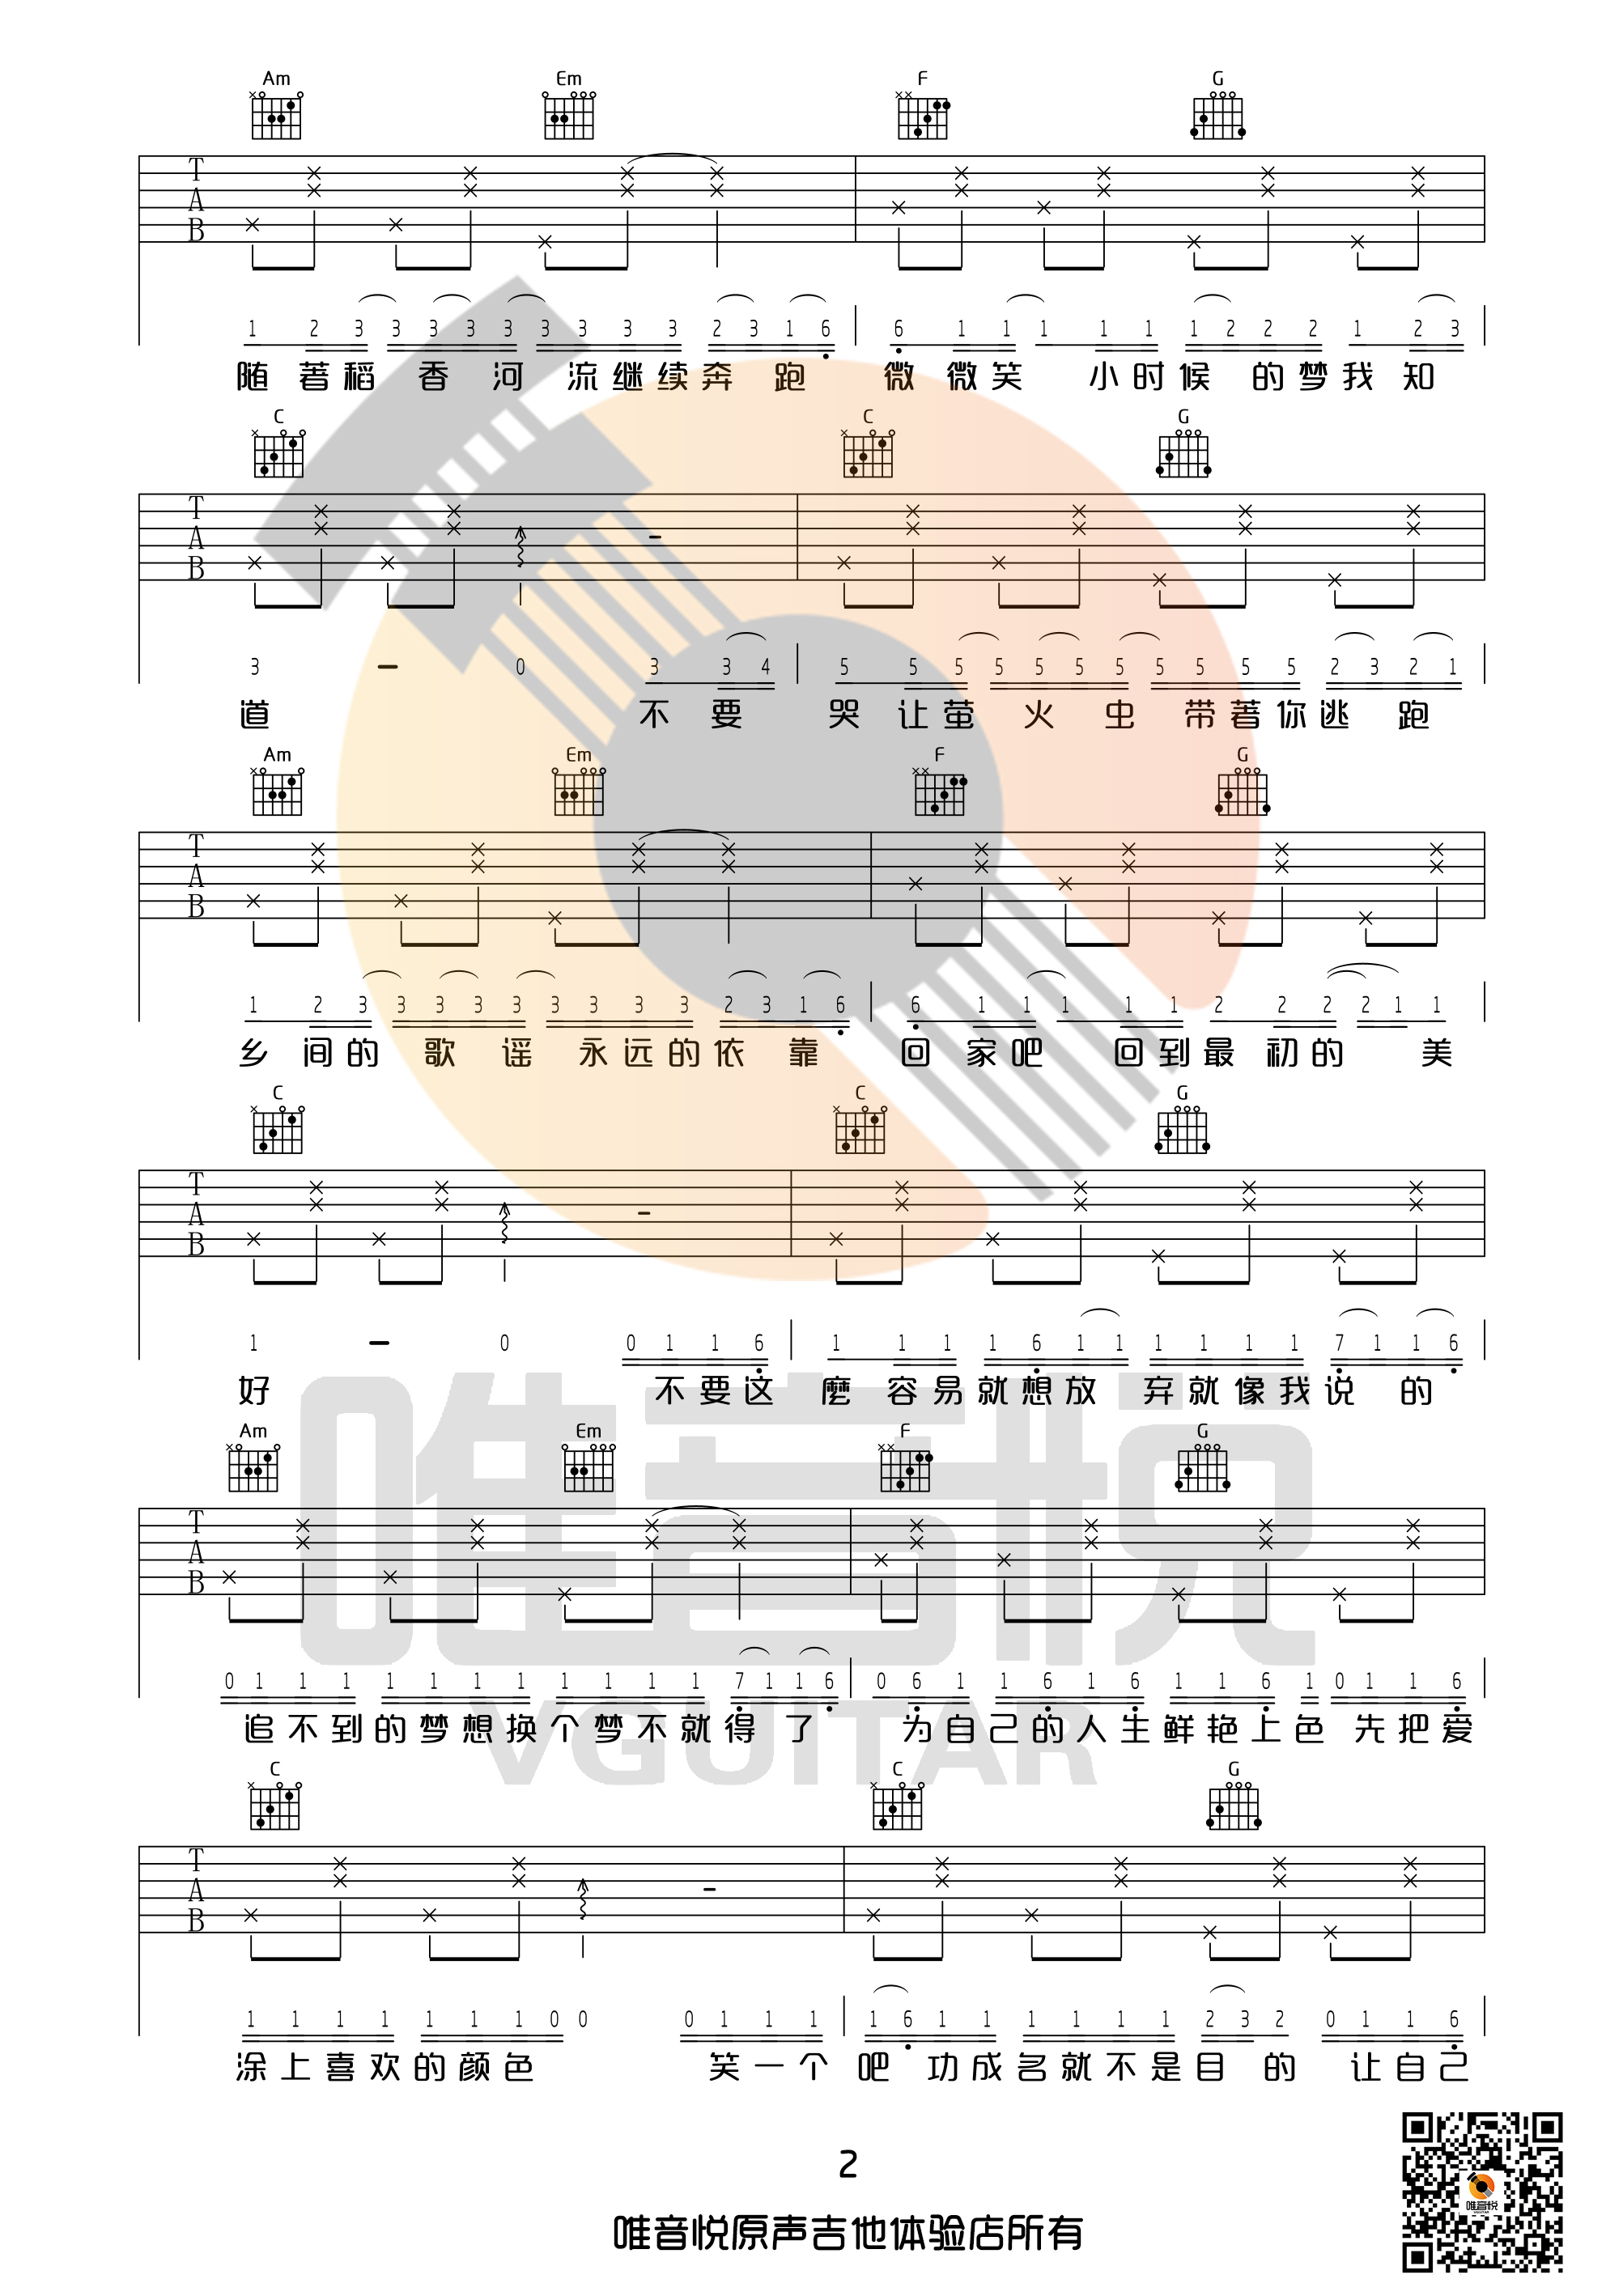 Am Em F G
T A B
1 2 3 3 3 3 3 3 3 3 3 2 3 1 6 6 1 1 1 1 1 1 2 2 2 1 2 3
随着稻香河流继续奔跑 微微笑小时候的梦我知
C C G
T A B
3 - 0 3 3 4 5 5 5 5 5 5 5 5 5 5 5 2 3 2 1
道 不要 哭让萤火虫带著你逃跑
Am Em F G
T A B
1 2 3 3 3 3 3 3 3 3 3 2 3 1 6 6 1 1 1 1 1 2 2 2 2 1 1
乡间的歌谣永远的依靠 回家吧回到最初的美
C C G
T A B
1 - 0 0 1 1 6 1 1 1 1 6 1 1 1 1 1 1 7 1 1 6
好 不要这 麼容易就想放弃就像我说的
Am Em F G
T A B
0 1 1 1 1 1 1 1 1 1 1 1 7 1 1 6 0 6 1 1 6 1 6 1 1 6 1 0 1 1 6
追不到的梦想换个梦不就得了 为自己的人生鲜艳上色 先把爱
C C G
T A B
1 1 1 1 1 1 1 0 0 0 1 1 1 1 6 1 1 1 1 1 1 2 3 2 0 1 1 6
涂上喜欢的颜色 笑一个 吧功成名就不是目的 让自己
唯音悦
VGUITAR
2
唯音悦原声吉他体验店所有
唯音悦